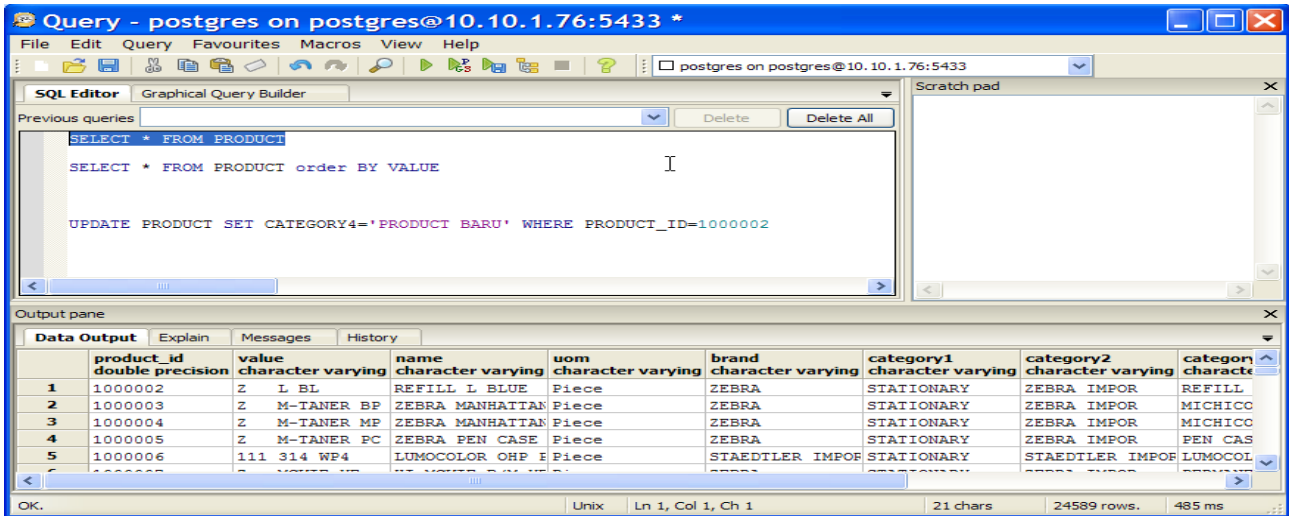 Query - postgres on postgres@10.10.1.76:5433 *
File Edit Query Favourites Macros View Help
postgres on postgres@10.10.1.76:5433
SQL Editor Graphical Query Builder
Scratch pad
Previous queries Delete Delete All
SELECT * FROM PRODUCT
SELECT * FROM PRODUCT order BY VALUE
UPDATE PRODUCT SET CATEGORY4='PRODUCT BARU' WHERE PRODUCT_ID=1000002
Output pane
Data Output Explain Messages History
product_id value name uom brand category1 category2 category
double precision character varying character varying character varying character varying character varying character varying characte
1 1000002 Z L BL REFILL L BLUE Piece ZEBRA STATIONARY ZEBRA IMPOR REFILL
2 1000003 Z M-TANER BP ZEBRA MANHATTAN Piece ZEBRA STATIONARY ZEBRA IMPOR MICHICO
3 1000004 Z M-TANER MP ZEBRA MANHATTAN Piece ZEBRA STATIONARY ZEBRA IMPOR MICHICO
4 1000005 Z M-TANER PC ZEBRA PEN CASE Piece ZEBRA STATIONARY ZEBRA IMPOR PEN CAS
5 1000006 111 314 WP4 LUMOCOLOR OHP Piece STAEDTLER IMPOR STATIONARY STAEDTLER IMPOR LUMOCOL
OK. Unix Ln 1, Col 1, Ch 1 21 chars 24589 rows. 485 ms